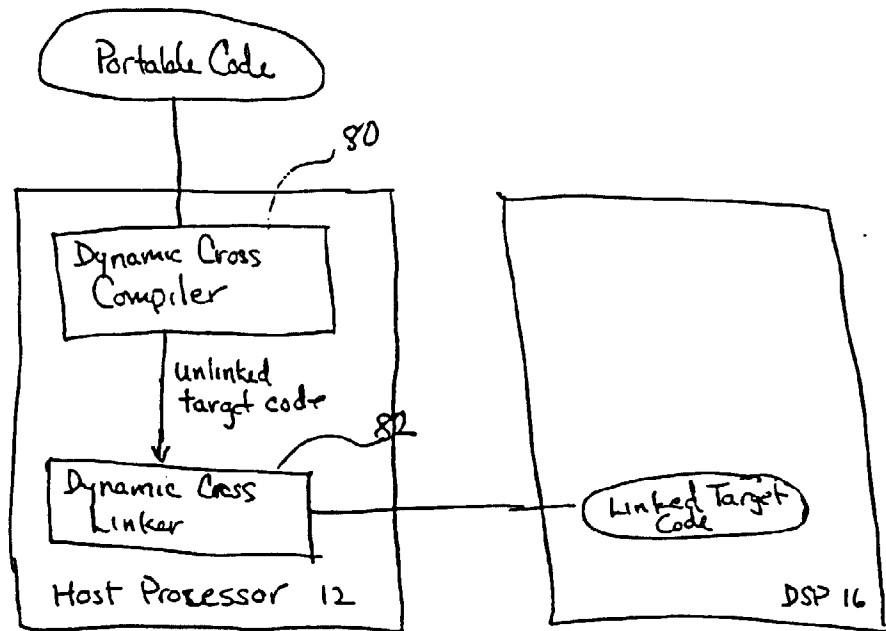 Portable Code
80
Dynamic Cross
Compiler
unlinked
target code
82
Dynamic Cross
Linker
Linked Target
Code
Host Processor 12
DSP 16